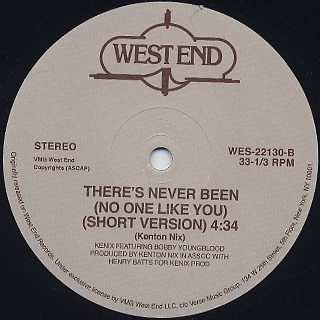 WEST END
STEREO
VMG West End
Copyrights (ASCAP)
WES-22130-B
33-1/3 RPM
THERE'S NEVER BEEN
(NO ONE LIKE YOU)
(SHORT VERSION) 4:34
(Kenton Nix)
KENIX FEATURING BOBBY YOUNGBLOOD
PRODUCED BY KENTON NIX IN ASSOC WITH
HENRY BATTS FOR KENIX PROD
Originally released on West End Records. Under exclusive license by VMG West End LLC, c/o Verse Music Group, 134 W 25th Street, 5th Floor, New York, NY 10001.